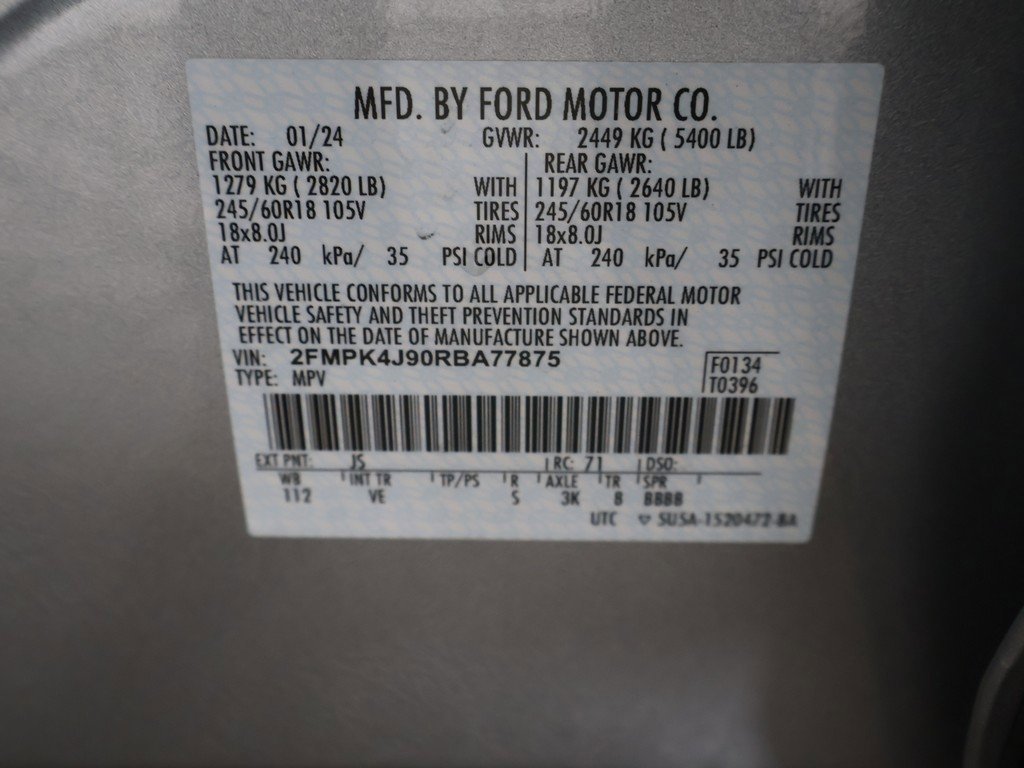 MFD. BY FORD MOTOR CO.
DATE: 01/24 GVWR: 2449 KG ( 5400 LB)
FRONT GAWR: REAR GAWR:
1279 KG ( 2820 LB) WITH 1197 KG ( 2640 LB) WITH
245/60R18 105V TIRES 245/60R18 105V TIRES
18x8.0J RIMS 18x8.0J RIMS
AT 240 kPa/ 35 PSI COLD AT 240 kPa/ 35 PSI COLD
THIS VEHICLE CONFORMS TO ALL APPLICABLE FEDERAL MOTOR
VEHICLE SAFETY AND THEFT PREVENTION STANDARDS IN
EFFECT ON THE DATE OF MANUFACTURE SHOWN ABOVE.
VIN: 2FMPK4J90RBA77875 F0134
TYPE: MPV T0396
EXT PNT: JS RC: 71 DSO:
WB INT TR TP/PS R AXLE TR SPR
112 VE S 3K 8 BBBB
UTC SU5A-1520472-BA